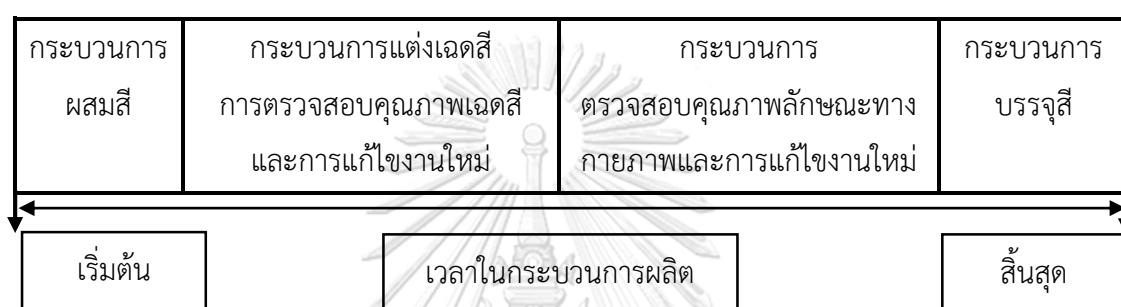 กระบวนการ
ผสมสี
กระบวนการแต่งเฉดสี
การตรวจสอบคุณภาพเฉดสี
และการแก้ไขงานใหม่
กระบวนการ
ตรวจสอบคุณภาพลักษณะทาง
กายภาพและการแก้ไขงานใหม่
กระบวนการ
บรรจุสี
เริ่มต้น
เวลาในกระบวนการผลิต
สิ้นสุด